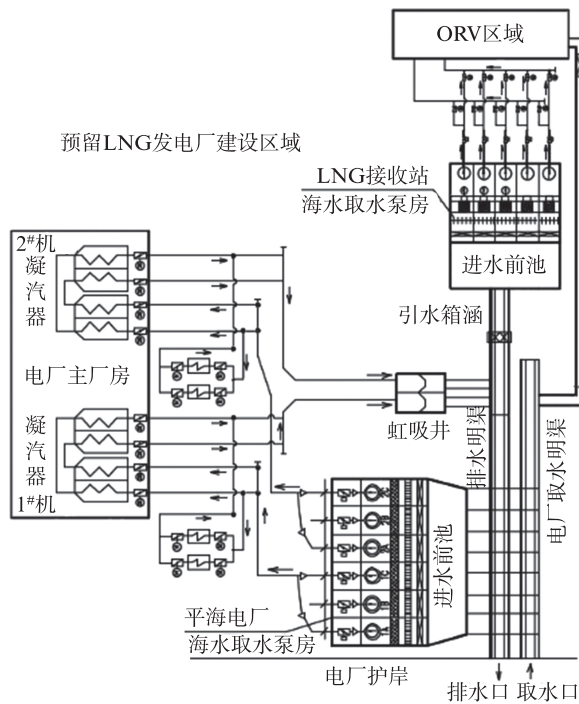 ORV区域
预留LNG发电厂建设区域
LNG接收站
海水取水泵房
进水前池
引水箱涵
2#机
凝汽器
电厂主厂房
凝汽器
1#机
虹吸井
排水明渠
电厂取水明渠
进水前池
平海电厂
海水取水泵房
电厂护岸
排水口 取水口